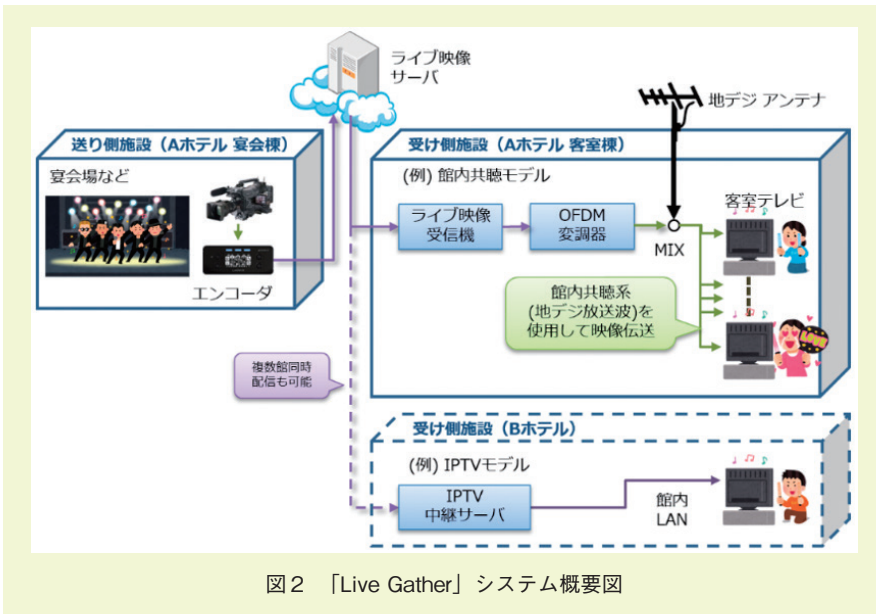 ライブ映像
サーバ
地デジ アンテナ
送り側施設（Aホテル 宴会棟）
宴会場など
エンコーダ
受け側施設（Aホテル 客室棟）
(例) 館内共聴モデル
客室テレビ
ライブ映像
受信機
OFDM
変調器
MIX
館内共聴系
(地デジ放送波)を
使用して映像伝送
LOVE
複数館同時
配信も可能
受け側施設（Bホテル）
(例) IPTVモデル
IPTV
中継サーバ
館内
LAN
図２ 「Live Gather」システム概要図